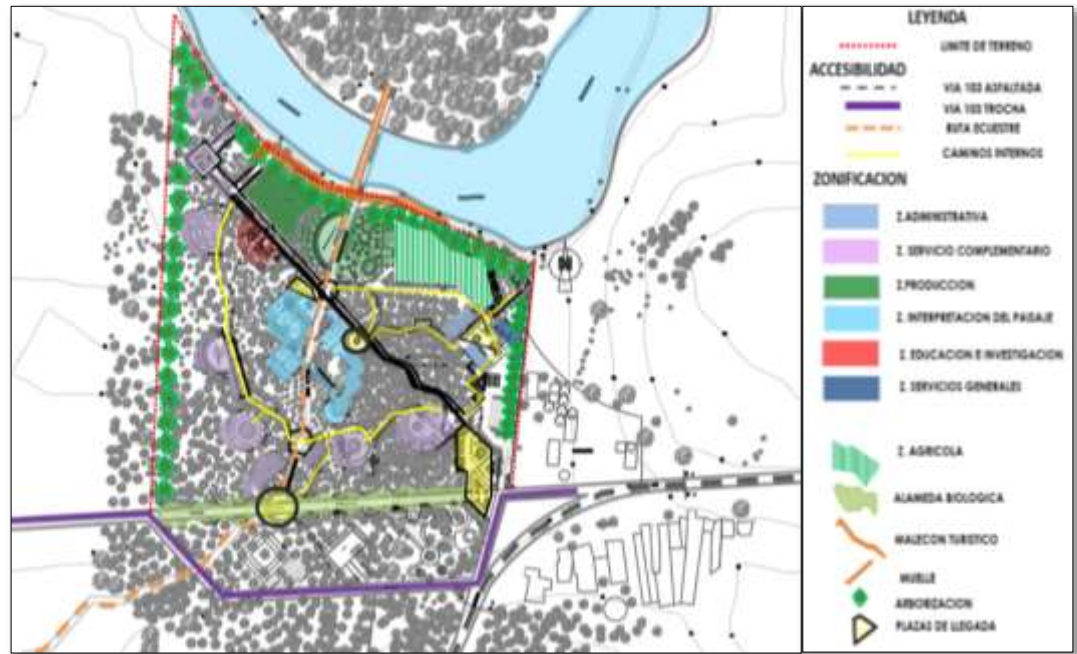 LEYENDA
LIMITE DE TERRENO
ACCESIBILIDAD
VIA 103 ASFALTADA
VIA 103 TROCHA
RUTA ECUESTRE
CAMINOS INTERNOS
ZONIFICACION
Z.ADMINISTRATIVA
Z. SERVICIO COMPLEMENTARIO
Z.PRODUCCION
Z. INTERPRETACION DEL PAISAJE
Z. EDUCACION E INVESTIGACION
Z. SERVICIOS GENERALES
Z. AGRICOLA
ALAMEDA BIOLOGICA
MALECON TURISTICO
MUELLE
ARBORIZACION
PLAZAS DE LLEGADA